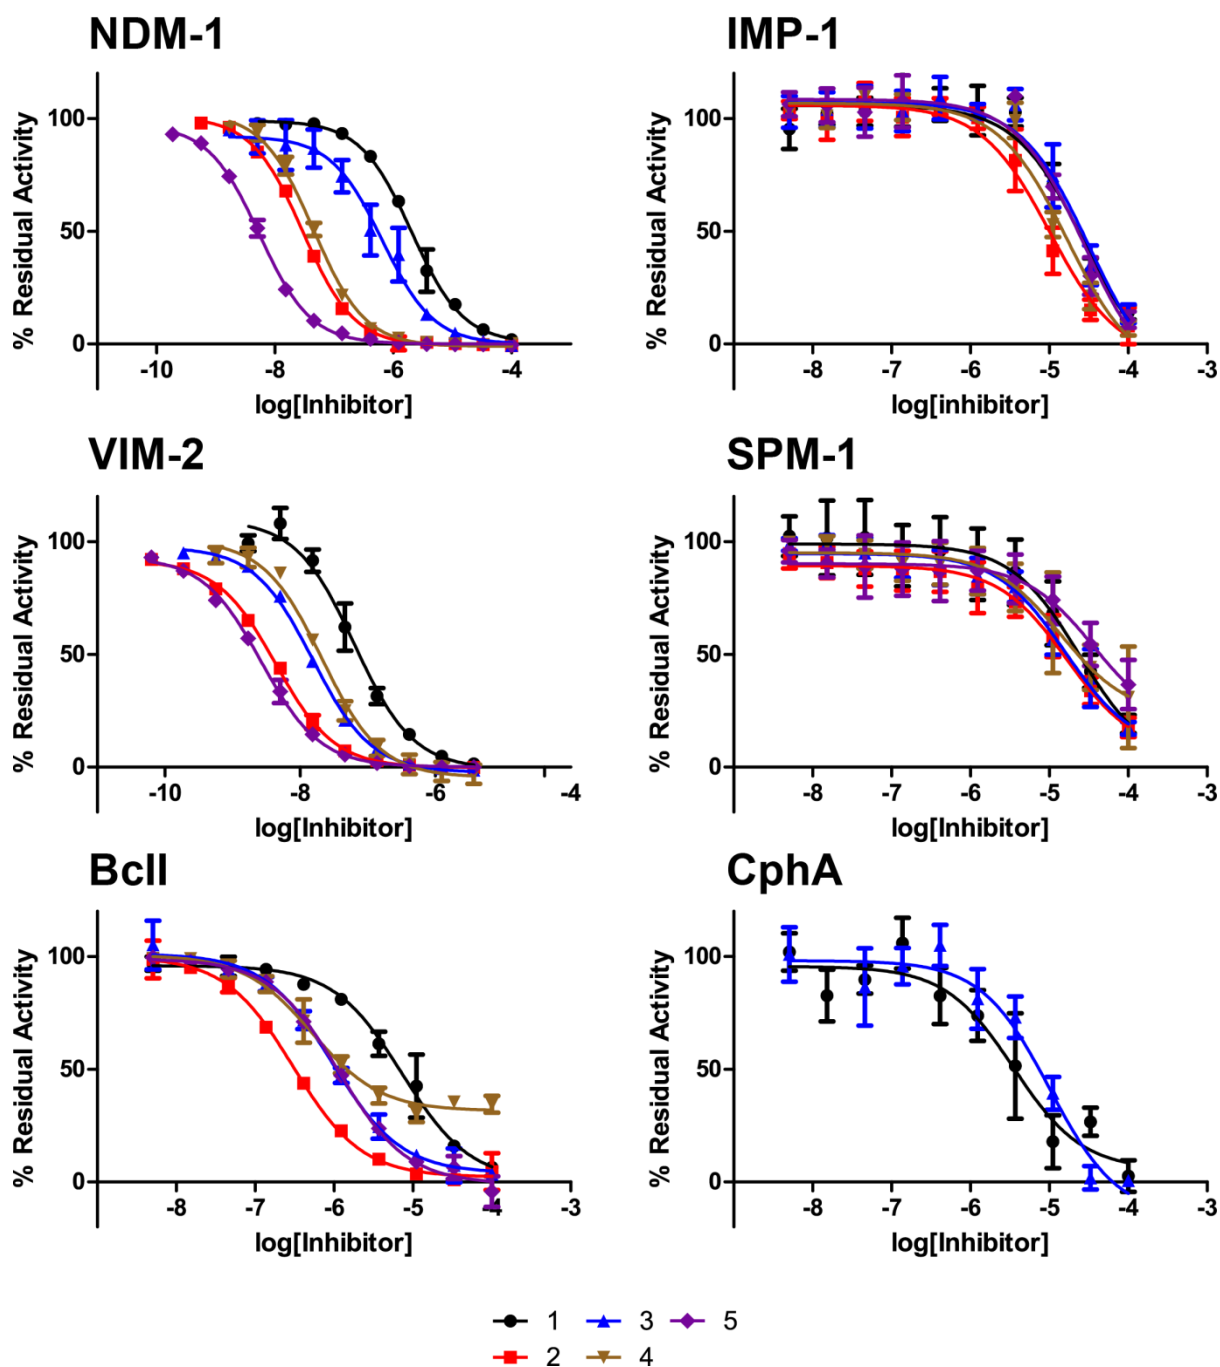 NDM-1
IMP-1
% Residual Activity
100
50
0
-10
-8
-6
-4
log[Inhibitor]
% Residual Activity
100
50
0
-8
-7
-6
-5
-4
-3
log[inhibitor]
VIM-2
SPM-1
% Residual Activity
100
50
0
-10
-8
-6
-4
log[Inhibitor]
% Residual Activity
100
50
0
-8
-7
-6
-5
-4
-3
log[Inhibitor]
BcII
CphA
% Residual Activity
100
50
0
-8
-7
-6
-5
-4
-3
log[Inhibitor]
% Residual Activity
100
50
0
-8
-7
-6
-5
-4
-3
log[Inhibitor]
1 3 5
2 4